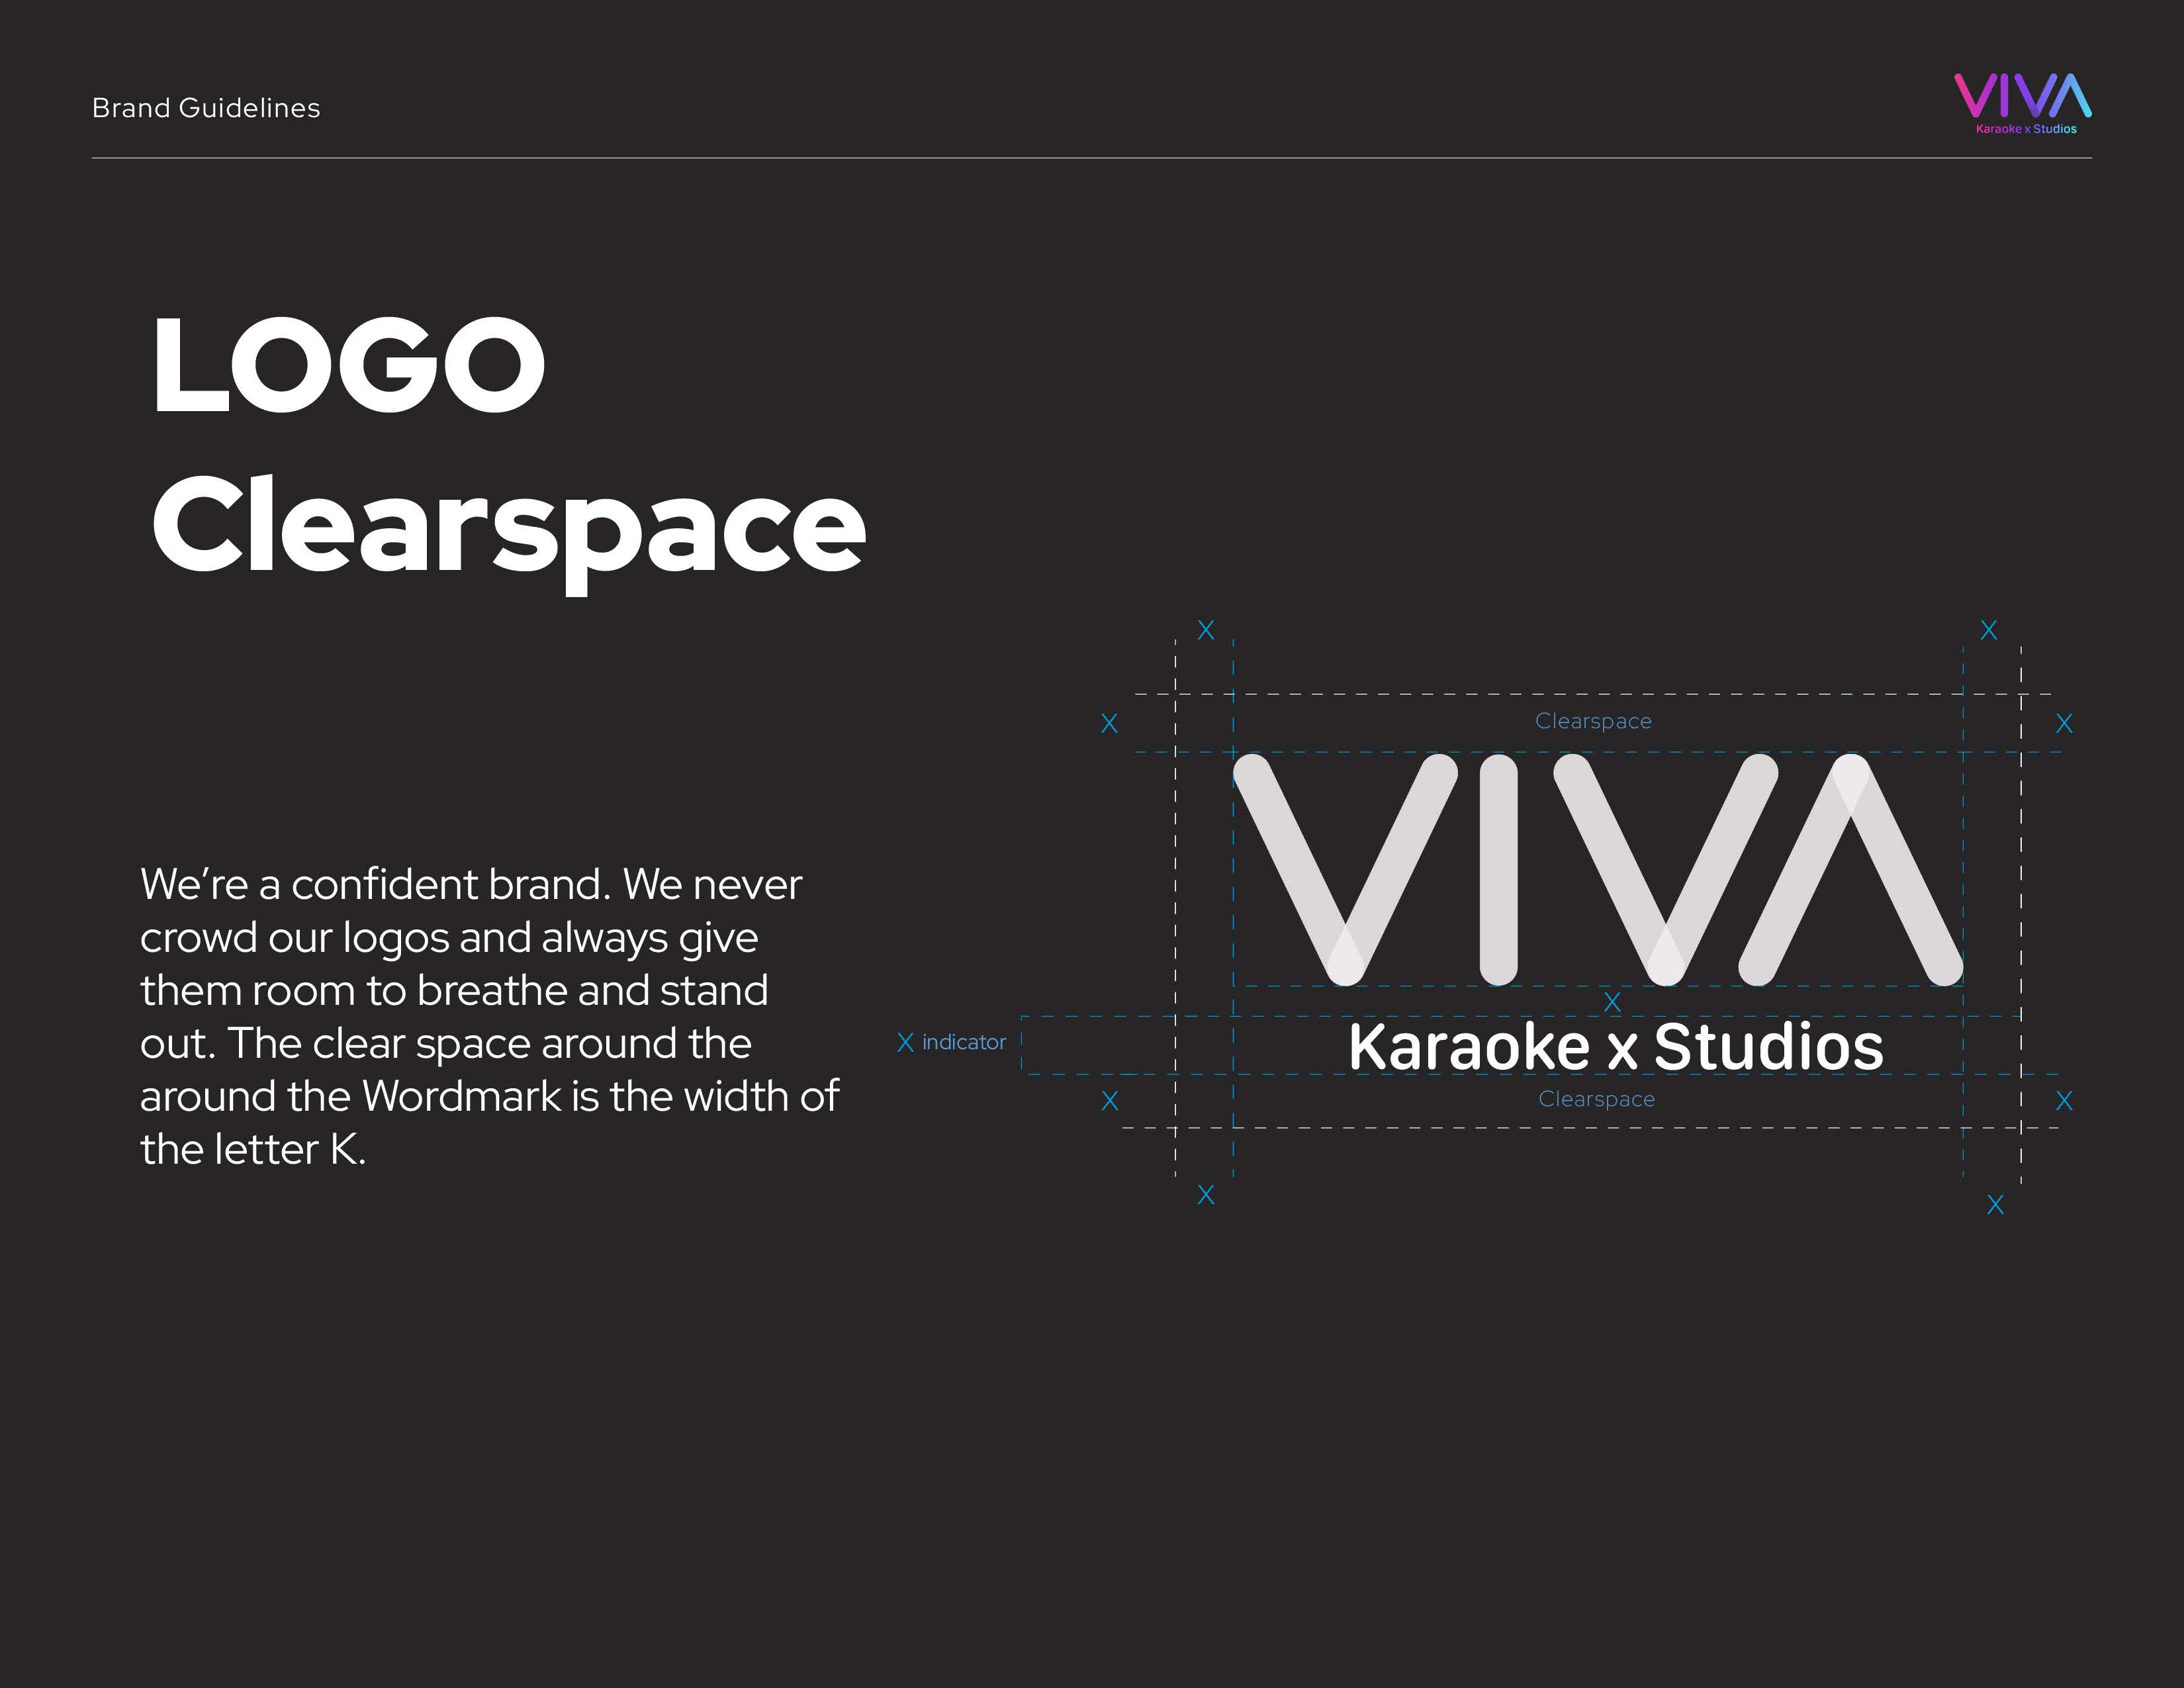 Brand Guidelines
VIVA
Karaoke x Studios
LOGO
Clearspace
We’re a confident brand. We never
crowd our logos and always give
them room to breathe and stand
out. The clear space around the
around the Wordmark is the width of
the letter K.
X X
X Clearspace X
VIVA
X
X indicator Karaoke x Studios
X Clearspace X
X X